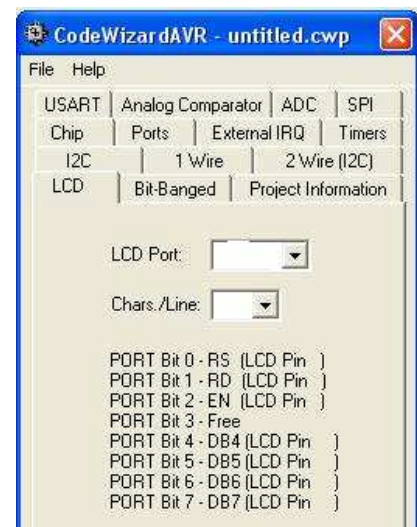 CodeWizardAVR - untitled.cwp
File Help
USART Analog Comparator ADC SPI
Chip Ports External IRQ Timers
I2C 1 Wire 2 Wire (I2C)
LCD Bit-Banged Project Information
LCD Port:
Chars./Line:
PORT Bit 0 - RS (LCD Pin )
PORT Bit 1 - RD (LCD Pin )
PORT Bit 2 - EN (LCD Pin )
PORT Bit 3 - Free
PORT Bit 4 - DB4 (LCD Pin )
PORT Bit 5 - DB5 (LCD Pin )
PORT Bit 6 - DB6 (LCD Pin )
PORT Bit 7 - DB7 (LCD Pin )